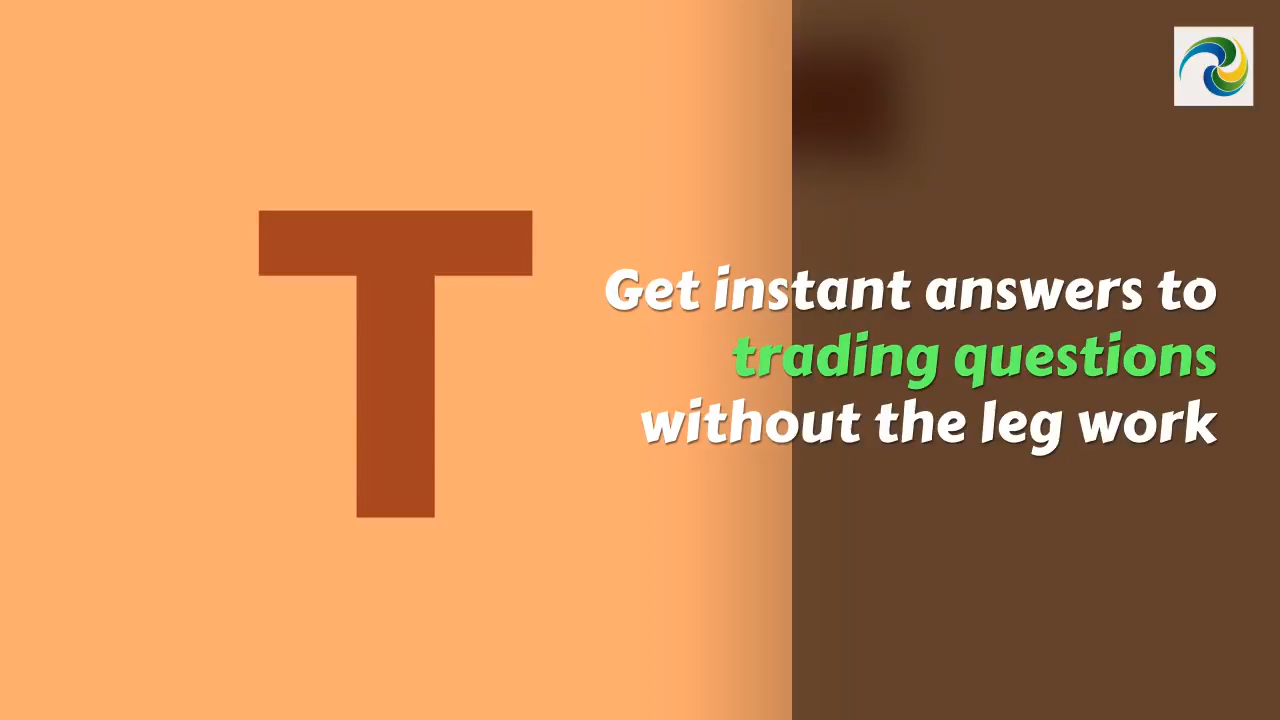 T
Get instant answers to
trading questions
without the leg work